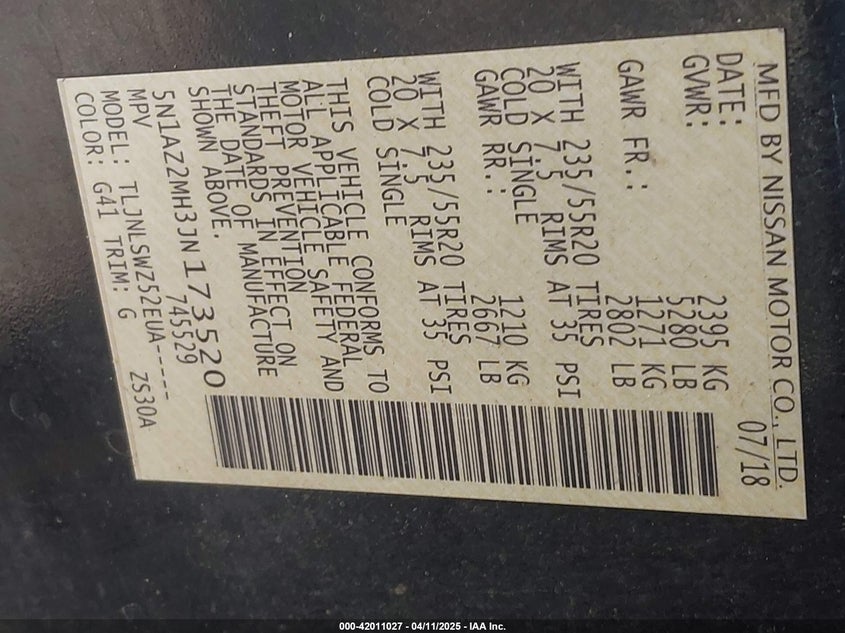 MFD BY NISSAN MOTOR CO., LTD.
DATE: 07/18
GVWR: 2395 KG
5280 LB
GAWR FR.: 1271 KG
2802 LB
WITH 235/55R20 TIRES
20 X 7.5 RIMS AT 35 PSI
COLD SINGLE
GAWR RR.: 1210 KG
2667 LB
WITH 235/55R20 TIRES
20 X 7.5 RIMS AT 35 PSI
COLD SINGLE
THIS VEHICLE CONFORMS TO
ALL APPLICABLE FEDERAL
MOTOR VEHICLE SAFETY AND
THEFT PREVENTION
STANDARDS IN EFFECT ON
THE DATE OF MANUFACTURE
SHOWN ABOVE.
5N1AZ2MH3JN173520
MPV 745529
MODEL: TLJNLSWZ52EUA-----
COLOR: G41 TRIM: G ZS30A
000-42011027 - 04/11/2025 - IAA Inc.